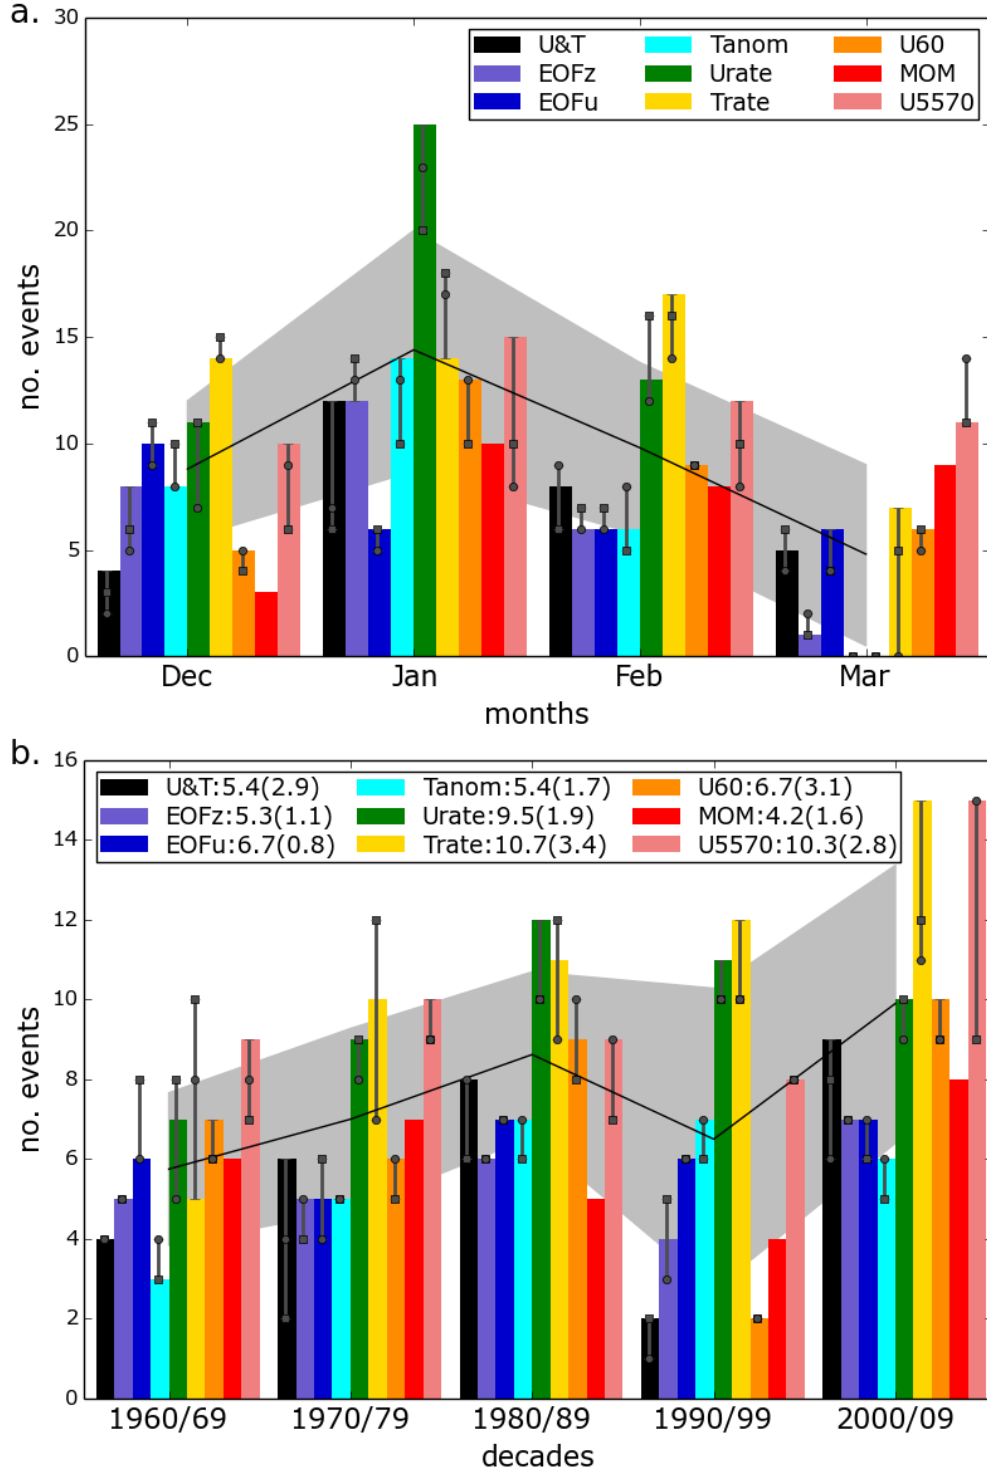 a.
30
25
20
15
10
5
0
no. events
U&T Tanom U60
EOFz Urate MOM
EOFu Trate U5570
Dec Jan Feb Mar
months
b.
16
14
12
10
8
6
4
2
0
no. events
U&T:5.4(2.9) Tanom:5.4(1.7) U60:6.7(3.1)
EOFz:5.3(1.1) Urate:9.5(1.9) MOM:4.2(1.6)
EOFu:6.7(0.8) Trate:10.7(3.4) U5570:10.3(2.8)
1960/69 1970/79 1980/89 1990/99 2000/09
decades